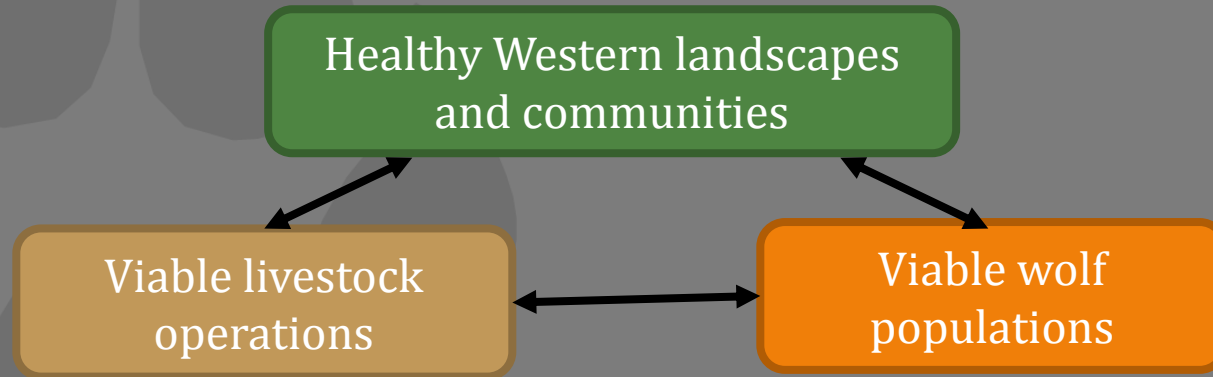 Healthy Western landscapes
and communities
Viable livestock
operations
Viable wolf
populations